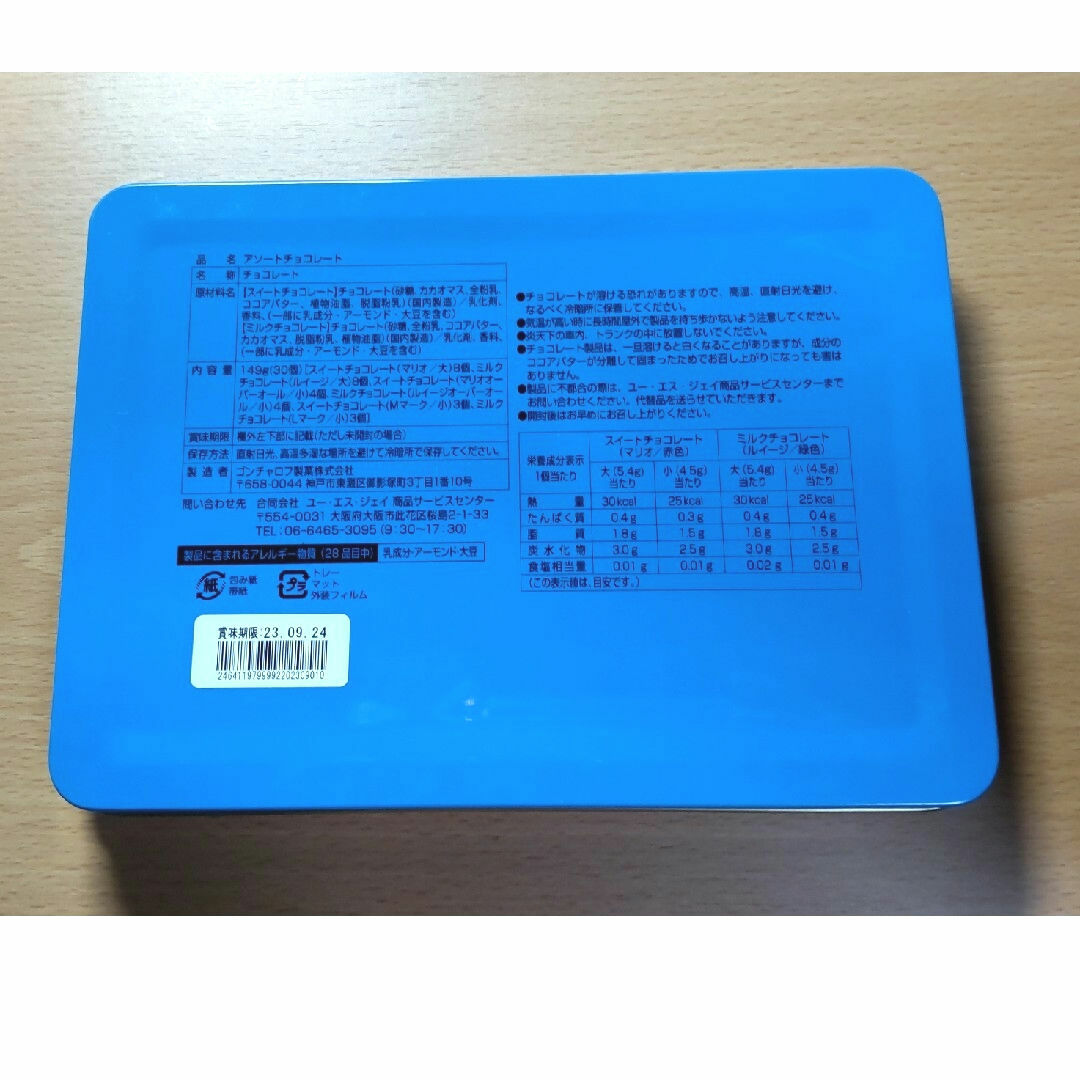 品名 アソートチョコレート
名称 チョコレート
原材料名 【スイートチョコレート】チョコレート(砂糖、カカオマス、全粉乳、
ココアバター、植物油脂、脱脂粉乳)(国内製造)/乳化剤、
香料、(一部に乳成分・アーモンド・大豆を含む)
【ミルクチョコレート】チョコレート(砂糖、全粉乳、ココアバター、
カカオマス、脱脂粉乳、植物油脂)(国内製造)/乳化剤、香料、
(一部に乳成分・アーモンド・大豆を含む)
内容量 149g(30個)[スイートチョコレート(マリオ/大)8個、ミルク
チョコレート(ルイージ/大)8個、スイートチョコレート(マリオオー
バーオール/小)4個、ミルクチョコレート(ルイージオーバーオー
ル/小)4個、スイートチョコレート(Mマーク/小)3個、ミルク
チョコレート(Lマーク/小)3個]
賞味期限 欄外左下部に記載(ただし未開封の場合)
保存方法 直射日光、高温多湿な場所を避けて冷暗所で保存してください。
製造者 ゴンチャロフ製菓株式会社
〒658-0044 神戸市東灘区御影塚町3丁目1番10号
問い合わせ先 合同会社 ユー・エス・ジェイ 商品サービスセンター
〒554-0031 大阪府大阪市此花区桜島2-1-33
TEL:06-6465-3095(9:30~17:30)
製品に含まれるアレルギー物質(28品目中) 乳成分・アーモンド・大豆
紙 包み紙
帯紙
プラ トレー
マット
外装フィルム
賞味期限:23.09.24
2464119799992202309010
●チョコレートが溶ける恐れがありますので、高温、直射日光を避け、
なるべく冷暗所に保管してください。
●気温が高い時に長時間屋外で製品を持ち歩かないよう注意してください。
●炎天下の車内、トランクの中に放置しないでください。
●チョコレート製品は、一旦溶けると白くなることがありますが、成分の
ココアバターが分離して固まったためでお召し上がりになっても害は
ありません。
●製品に不都合の際は、ユー・エス・ジェイ商品サービスセンターまで
お問い合わせください。代替品を送らせていただきます。
●開封後はお早めにお召し上がりください。
栄養成分表示 1個当たり スイートチョコレート(マリオ/赤色) ミルクチョコレート(ルイージ/緑色)
大(5.4g)当たり 小(4.5g)当たり 大(5.4g)当たり 小(4.5g)当たり
熱量 30kcal 25kcal 30kcal 25kcal
たんぱく質 0.4g 0.3g 0.4g 0.4g
脂質 1.8g 1.5g 1.8g 1.5g
炭水化物 3.0g 2.5g 3.0g 2.5g
食塩相当量 0.01g 0.01g 0.02g 0.01g
(この表示値は、目安です。)